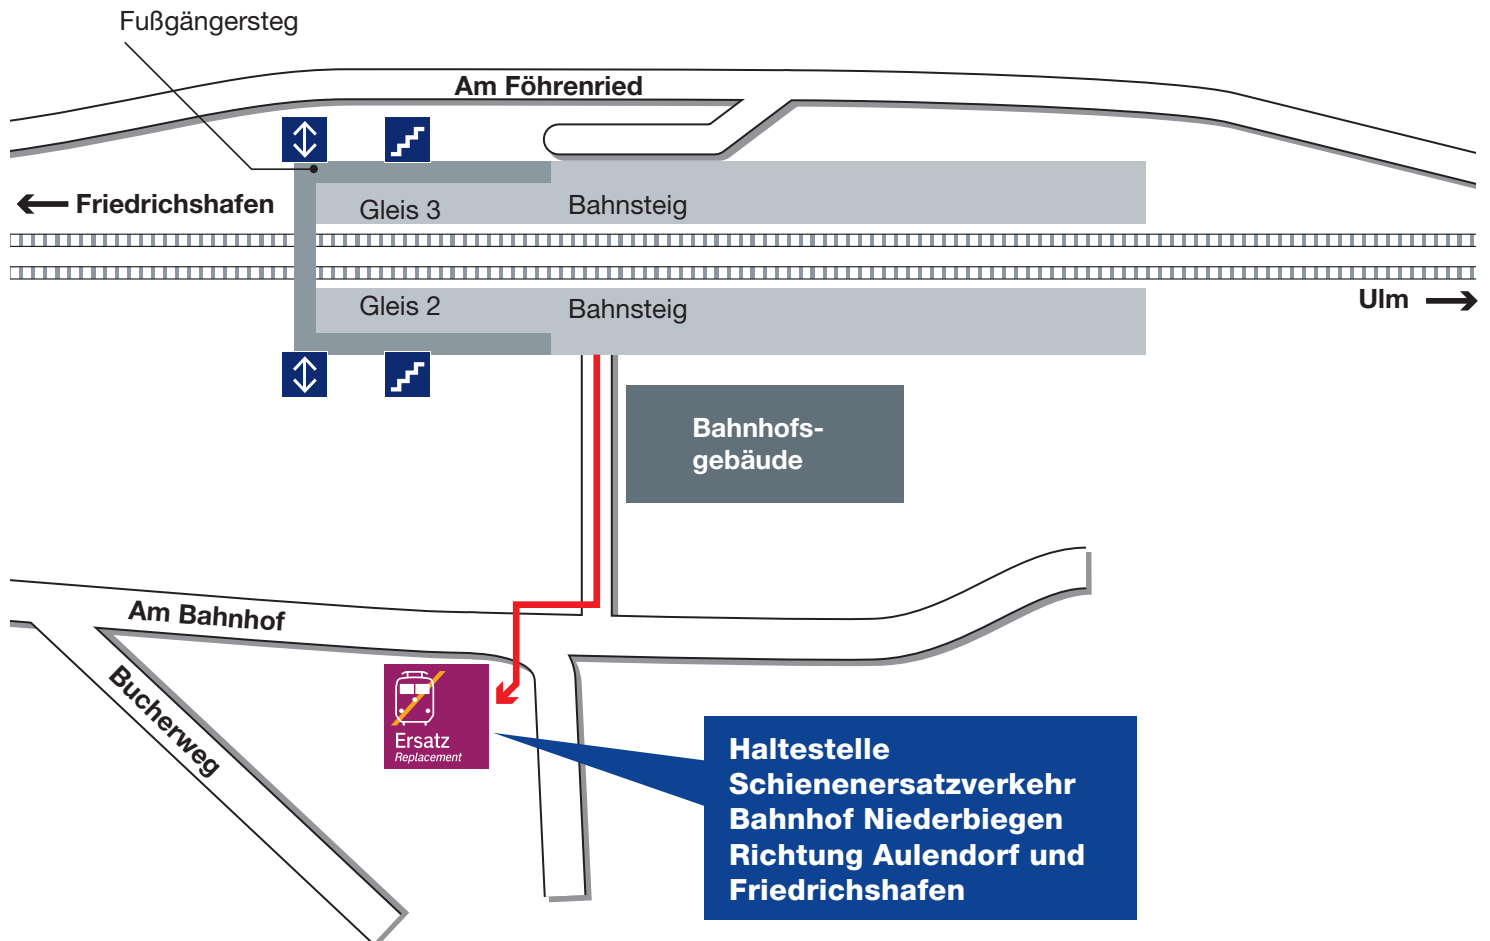 Fußgängersteg
Am Föhrenried
Friedrichshafen
Gleis 3
Bahnsteig
Gleis 2
Bahnsteig
Ulm
Bahnhofs-
gebäude
Am Bahnhof
Bucherweg
Ersatz
Replacement
Haltestelle
Schienenersatzverkehr
Bahnhof Niederbiegen
Richtung Aulendorf und
Friedrichshafen